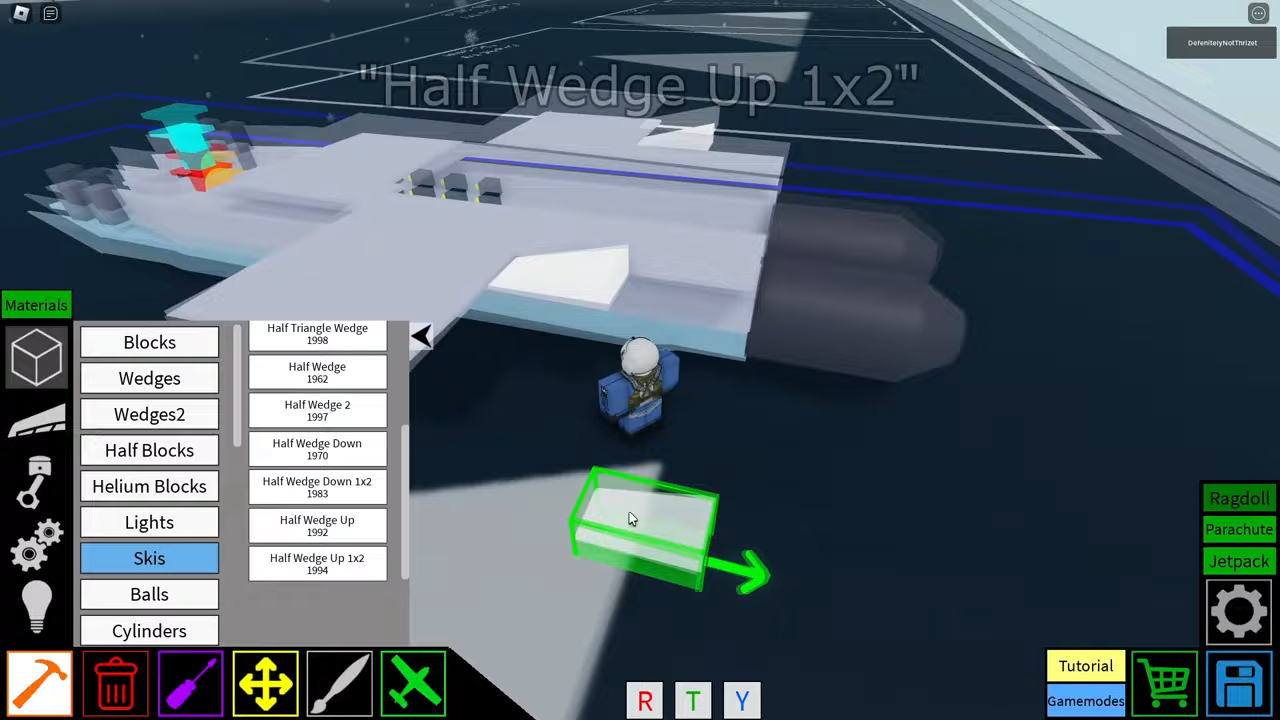 DefenitelyNotThrizet
"Half Wedge Up 1x2"
Materials
Blocks
Wedges
Wedges2
Half Blocks
Helium Blocks
Lights
Skis
Balls
Cylinders
Half Triangle Wedge
1998
Half Wedge
1962
Half Wedge 2
1997
Half Wedge Down
1970
Half Wedge Down 1x2
1983
Half Wedge Up
1992
Half Wedge Up 1x2
1994
Ragdoll
Parachute
Jetpack
Tutorial
Gamemodes
R T Y